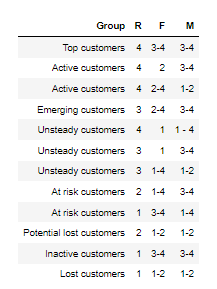 Group R F M
Top customers 4 3-4 3-4
Active customers 4 2 3-4
Active customers 4 2-4 1-2
Emerging customers 3 2-4 3-4
Unsteady customers 4 1 1 - 4
Unsteady customers 3 1 3-4
Unsteady customers 3 1-4 1-2
At risk customers 2 1-4 3-4
At risk customers 1 3-4 1-4
Potential lost customers 2 1-2 1-2
Inactive customers 1 3-4 3-4
Lost customers 1 1-2 1-2